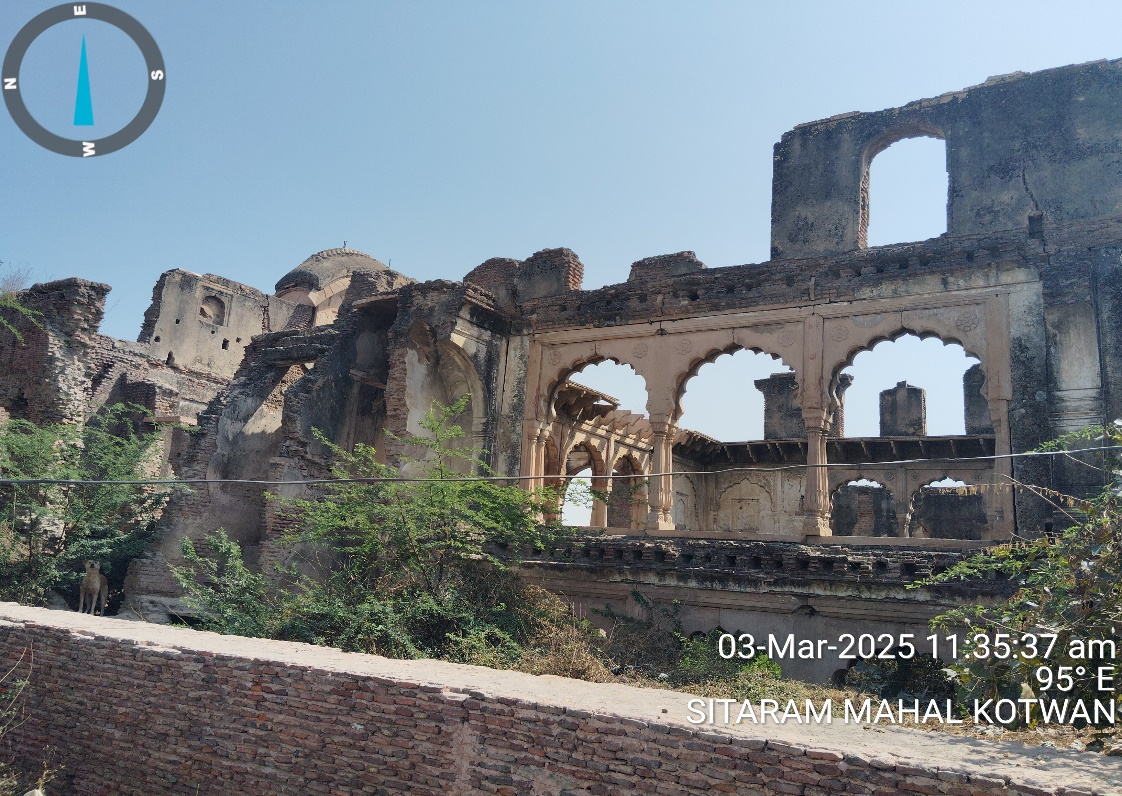 E
N
S
W
03-Mar-2025 11:35:37 am
95° E
SITARAM MAHAL KOTWAN